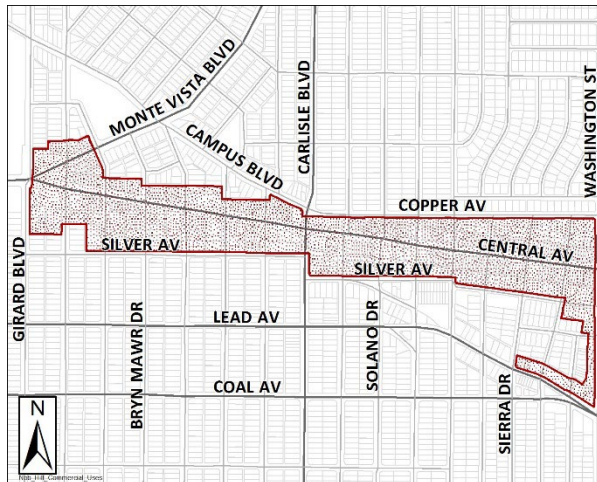 MONTE VISTA BLVD
CAMPUS BLVD
CARLISLE BLVD
WASHINGTON ST
COPPER AV
CENTRAL AV
SILVER AV
SILVER AV
GIRARD BLVD
BRYN MAWR DR
LEAD AV
SOLANO DR
COAL AV
SIERRA DR
N
Nob_Hill_Commercial_Uses